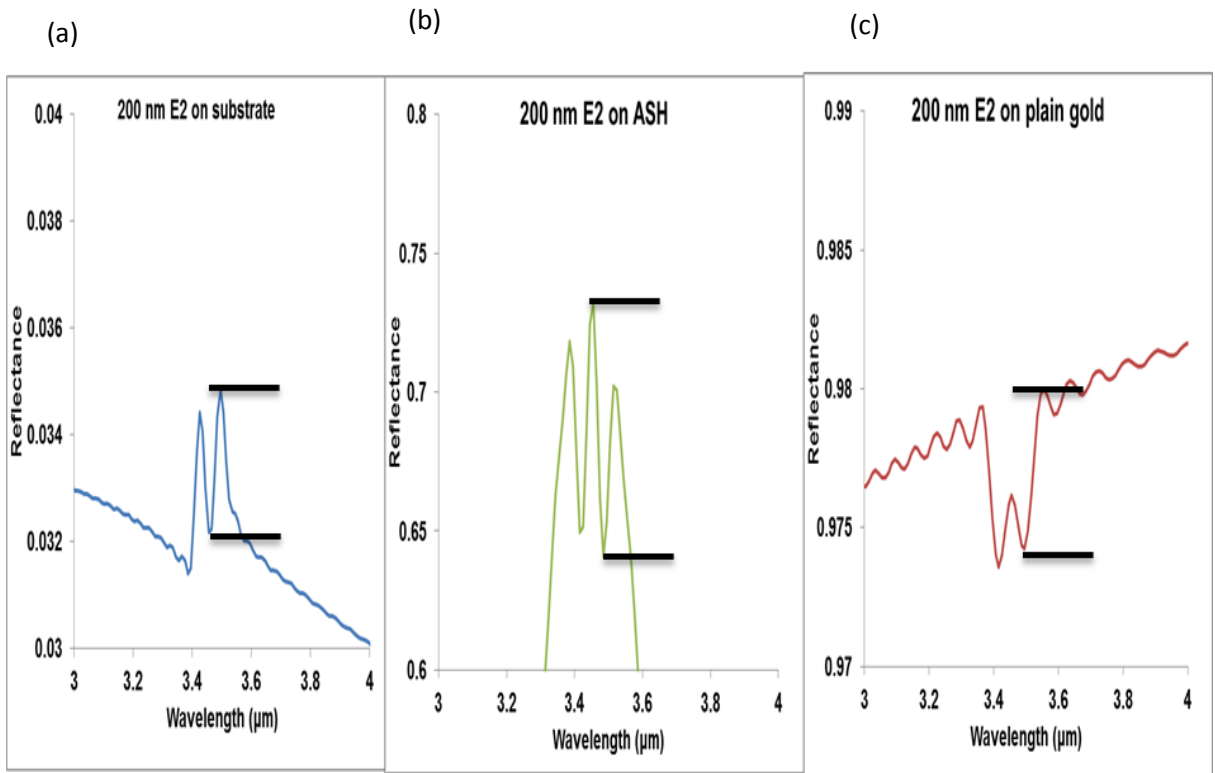 (a)
200 nm E2 on substrate
0.04
0.038
0.036
0.034
0.032
0.03
Reflectance
3 3.2 3.4 3.6 3.8 4
Wavelength (µm)
(b)
200 nm E2 on ASH
0.8
0.75
0.7
0.65
0.6
Reflectance
3 3.2 3.4 3.6 3.8 4
Wavelength (µm)
(c)
200 nm E2 on plain gold
0.99
0.985
0.98
0.975
0.97
Reflectance
3 3.2 3.4 3.6 3.8 4
Wavelength (µm)